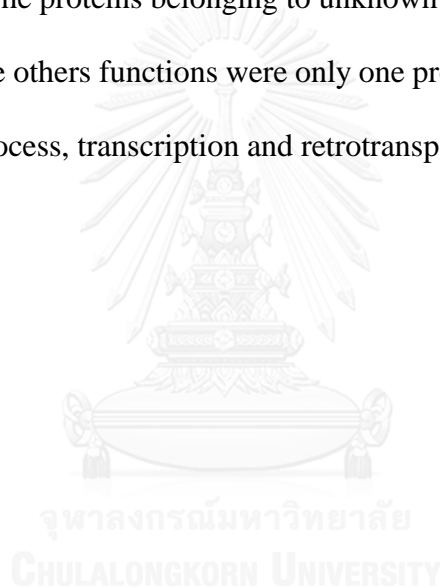 ne proteins belonging to unknown
e others functions were only one pro
ocess, transcription and retrotransp
จุฬาลงกรณ์มหาวิทยาลัย
CHULALONGKORN UNIVERSITY